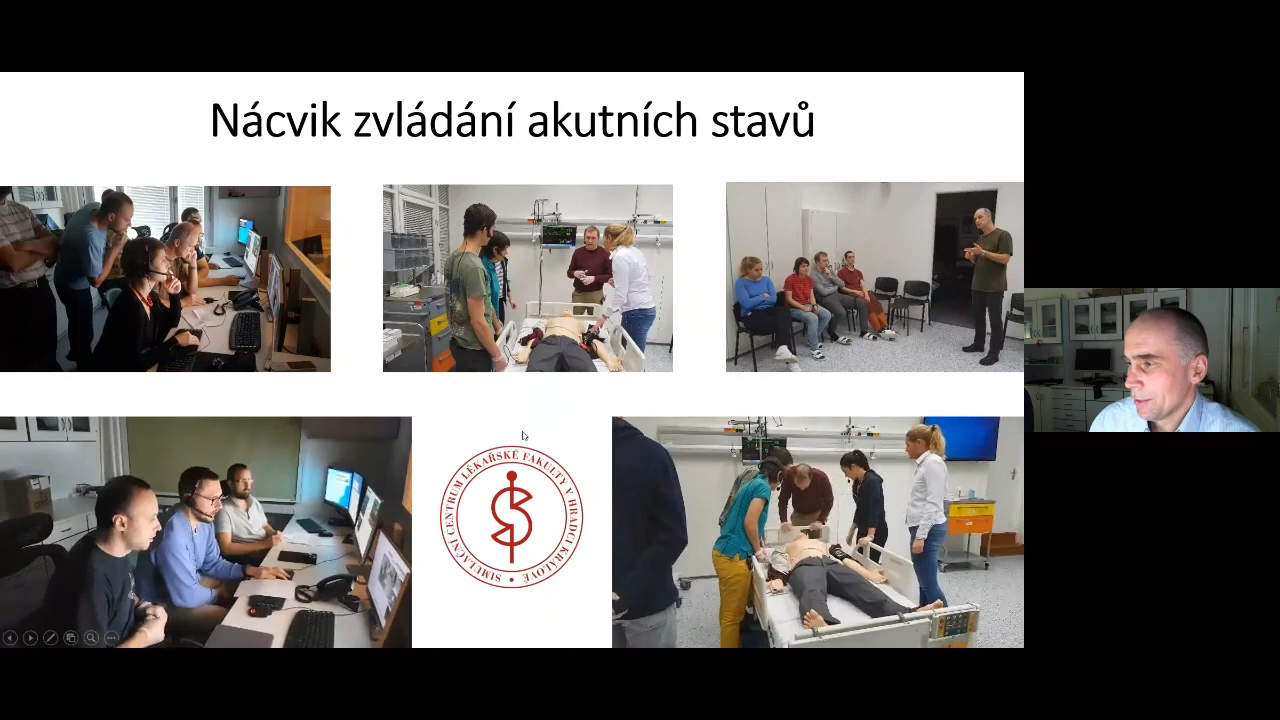 Nácvik zvládání akutních stavů
SIMULAČNÍ CENTRUM LÉKAŘSKÉ FAKULTY V HRADCI KRÁLOVÉ